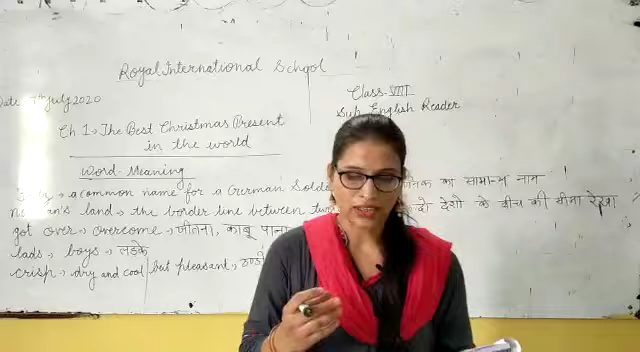 Royal International School
Date 7th July 2020
Class-VIII
Sub English Reader
Ch 1→ The Best Christmas Present
in the world
Word-Meaning
→ a common name for a German का सामान्य नाम
land → the border line between दो देशो के बीच की सीमा रेखा
got over → overcome → जीतना, काबू पाना
lads → boys → लड़के
crisp → dry and cool but pleasant →